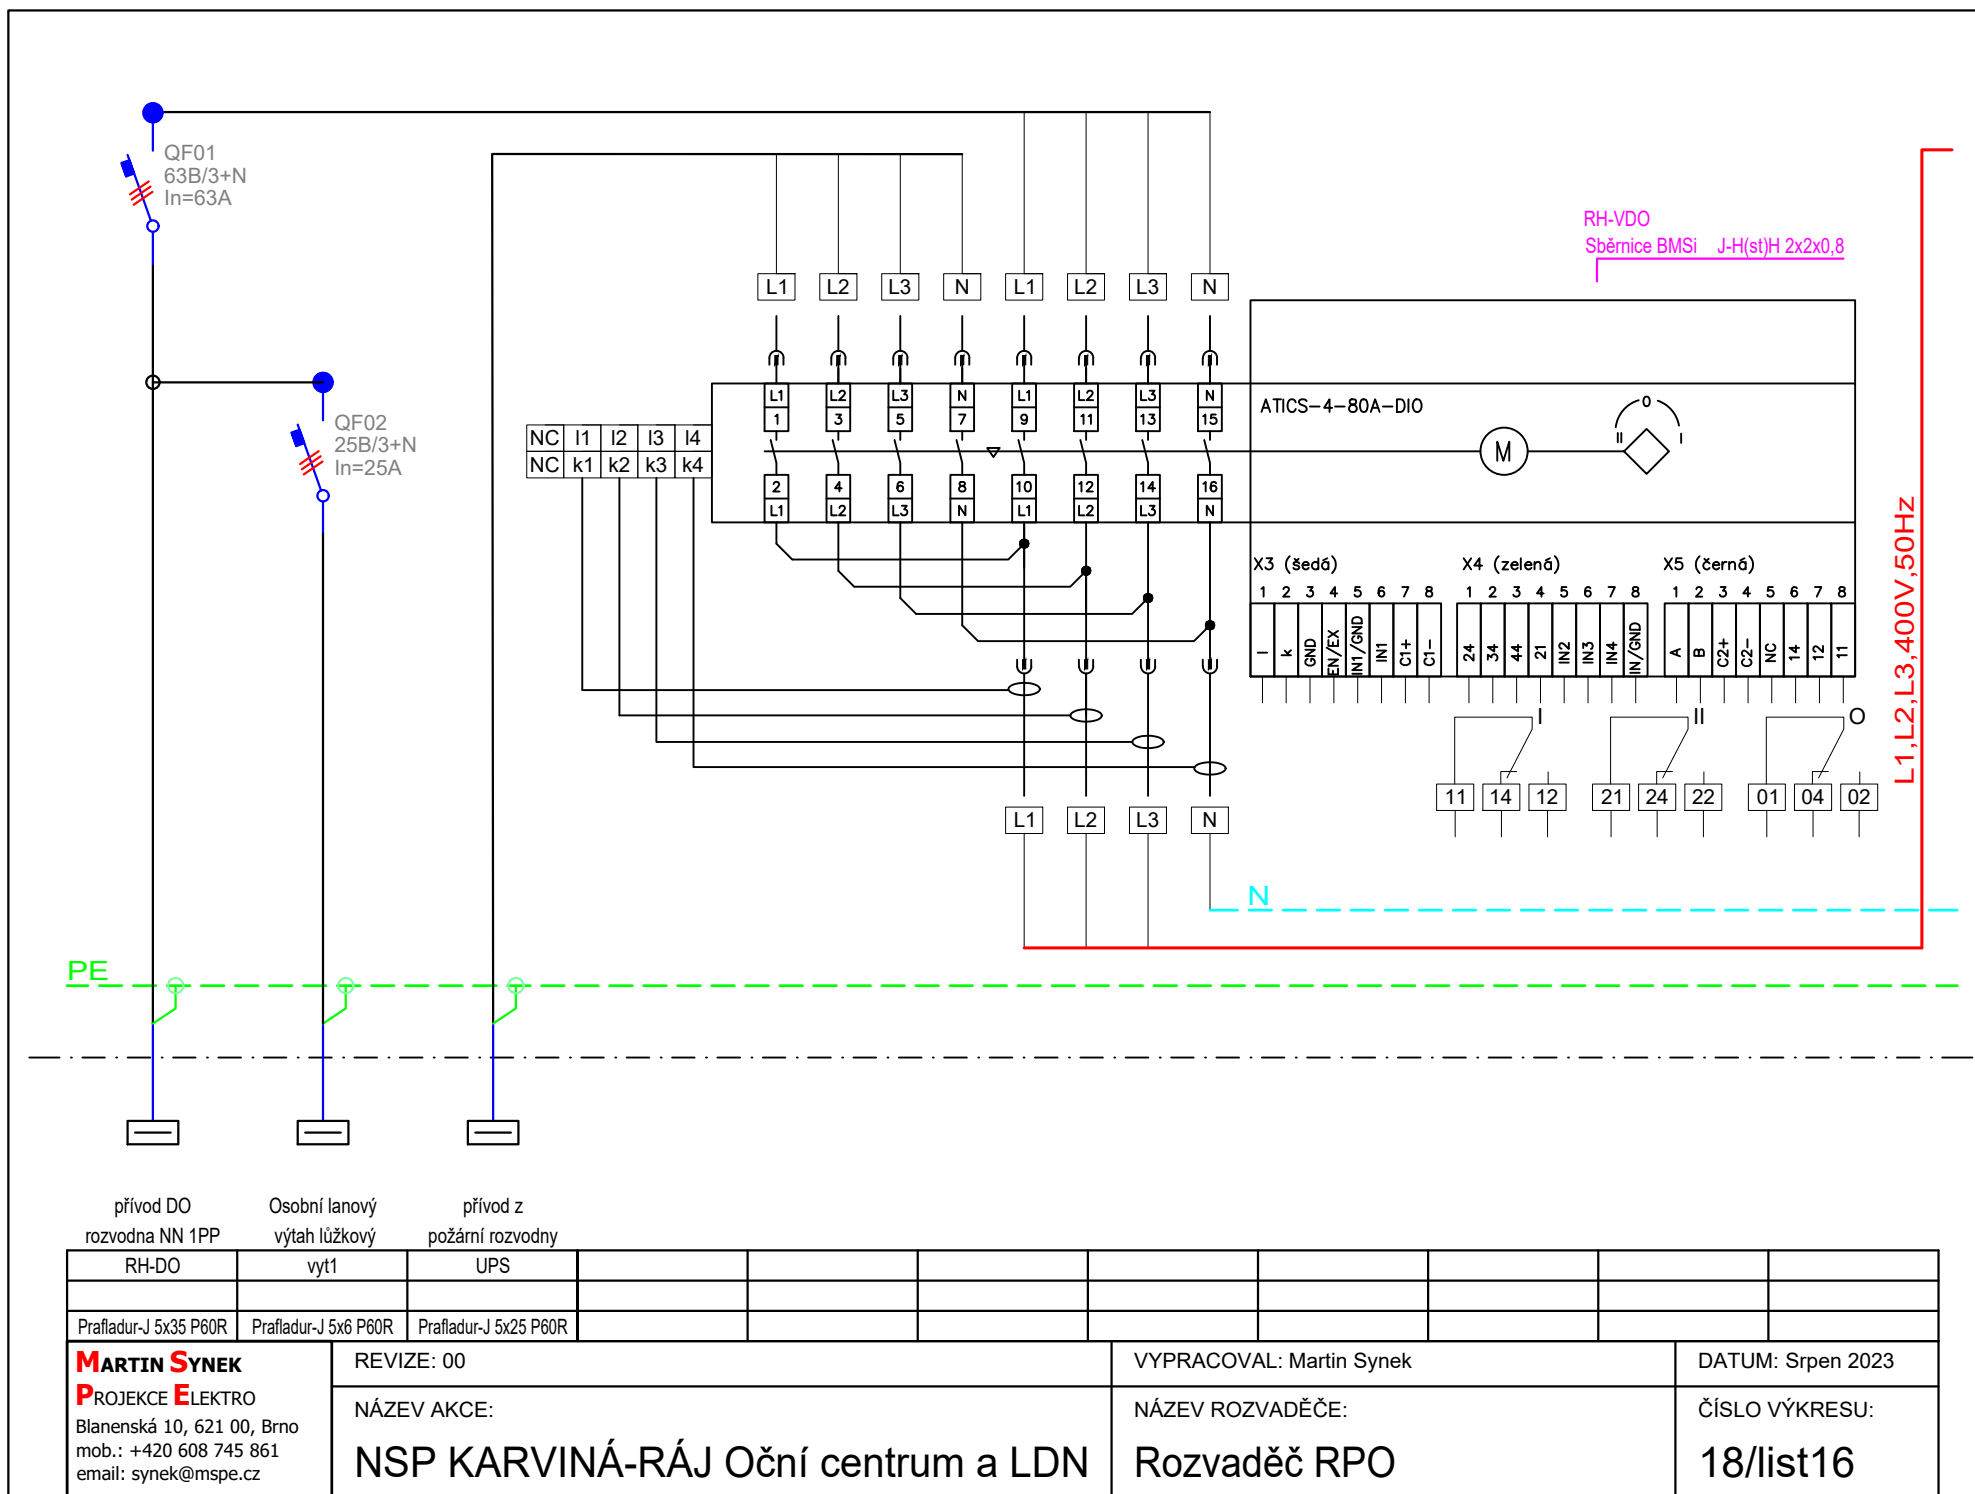 QF01
63B/3+N
In=63A
QF02
25B/3+N
In=25A
RH-VDO
Sběrnice BMSi J-H(st)H 2x2x0,8
L1 L2 L3 N L1 L2 L3 N
L1 L2 L3 N L1 L2 L3 N
1 3 5 7 9 11 13 15
ATICS-4-80A-DIO
0
II I
M
NC l1 l2 l3 l4
NC k1 k2 k3 k4
2 4 6 8 10 12 14 16
L1 L2 L3 N L1 L2 L3 N
X3 (šedá) X4 (zelená) X5 (černá)
1 2 3 4 5 6 7 8 1 2 3 4 5 6 7 8 1 2 3 4 5 6 7 8
l k GND EN/EX IN1/GND IN1 C1+ C1- 24 34 44 21 IN2 IN3 IN4 IN/GND A B C2+ C2- NC 14 12 11
I II O
11 14 12 21 24 22 01 04 02
L1 L2 L3 N
L1,L2,L3,400V,50Hz
N
PE
přívod DO
rozvodna NN 1PP
Osobní lanový
výtah lůžkový
přívod z
požární rozvodny
RH-DO vyt1 UPS
Prafladur-J 5x35 P60R Prafladur-J 5x6 P60R Prafladur-J 5x25 P60R
MARTIN SYNEK
PROJEKCE ELEKTRO
Blanenská 10, 621 00, Brno
mob.: +420 608 745 861
email: synek@mspe.cz
REVIZE: 00
VYPRACOVAL: Martin Synek
DATUM: Srpen 2023
NÁZEV AKCE:
NSP KARVINÁ-RÁJ Oční centrum a LDN
NÁZEV ROZVADĚČE:
Rozvaděč RPO
ČÍSLO VÝKRESU:
18/list16